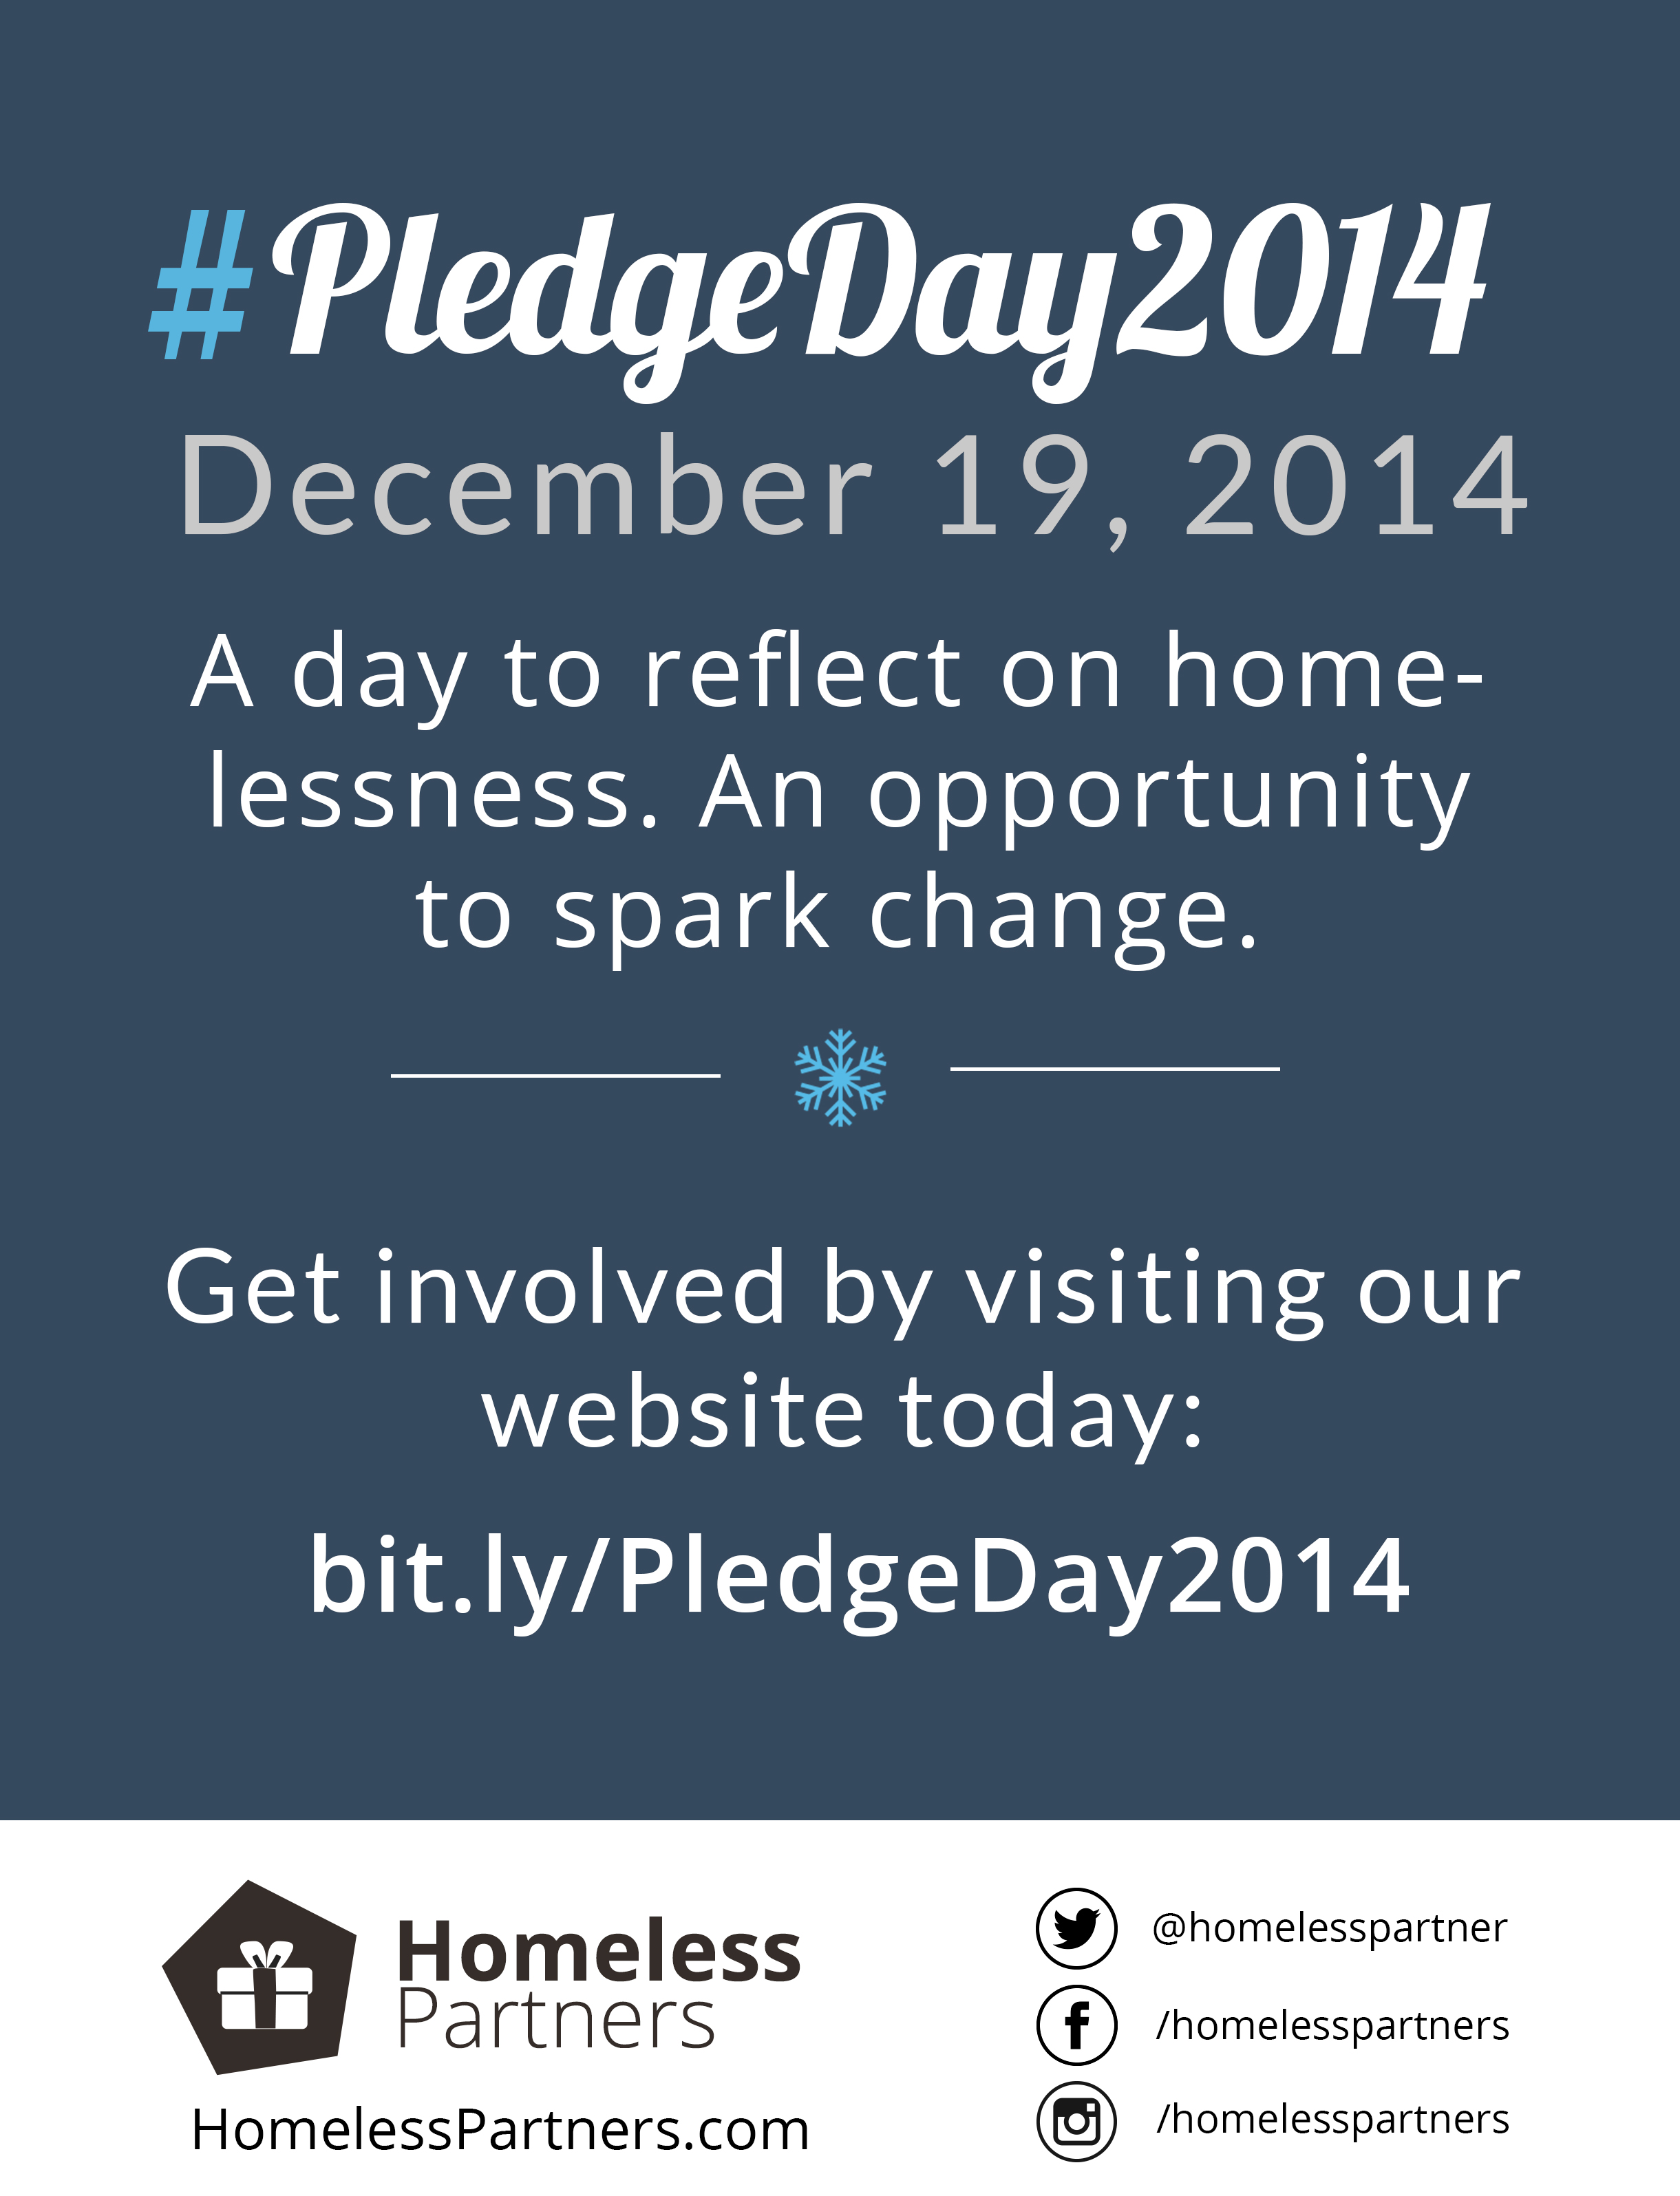 #PledgeDay2014
December 19, 2014
A day to reflect on home-
lessness. An opportunity
to spark change.
Get involved by visiting our
website today:
bit.ly/PledgeDay2014
Homeless
Partners
HomelessPartners.com
@homelesspartner
/homelesspartners
/homelesspartners